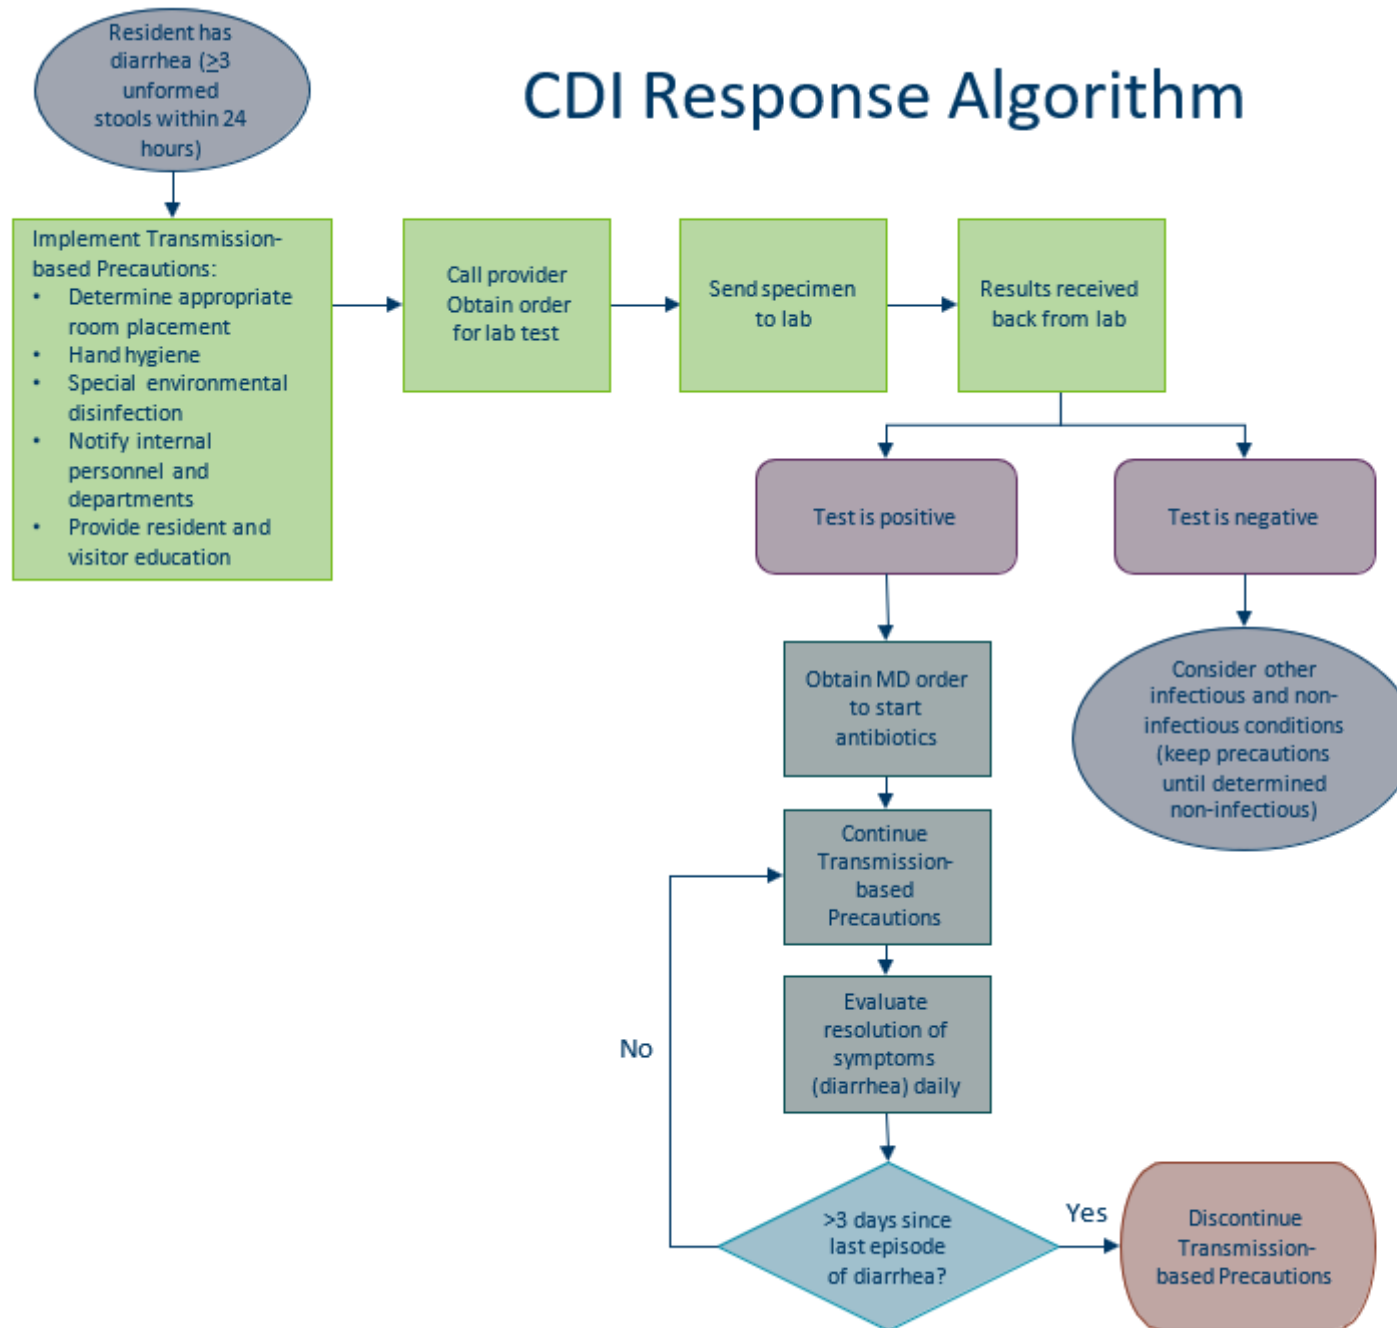 Resident has
diarrhea (≥3
unformed
stools within 24
hours)
CDI Response Algorithm
Implement Transmission-
based Precautions:
• Determine appropriate
room placement
• Hand hygiene
• Special environmental
disinfection
• Notify internal
personnel and
departments
• Provide resident and
visitor education
Call provider
Obtain order
for lab test
Send specimen
to lab
Results received
back from lab
Test is positive
Test is negative
Obtain MD order
to start
antibiotics
Consider other
infectious and non-
infectious conditions
(keep precautions
until determined
non-infectious)
Continue
Transmission-
based
Precautions
Evaluate
resolution of
symptoms
(diarrhea) daily
No
>3 days since
last episode
of diarrhea?
Yes
Discontinue
Transmission-
based Precautions